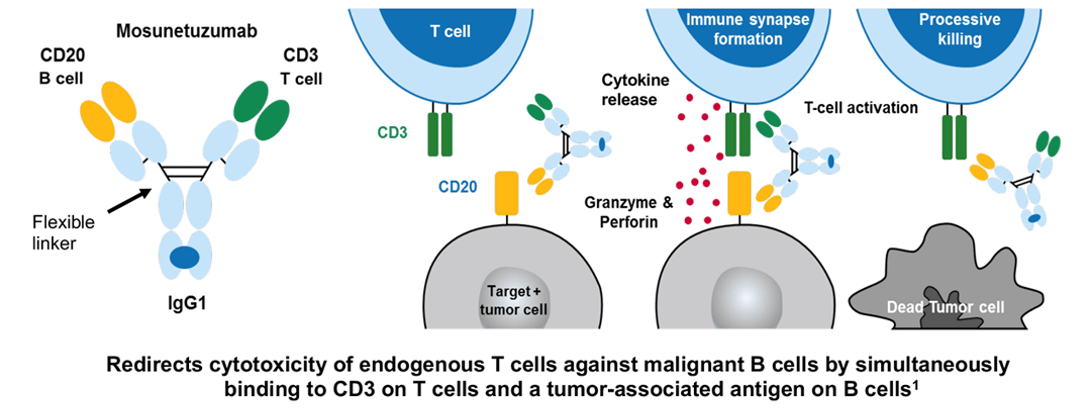 Mosunetuzumab
CD20
B cell
CD3
T cell
Flexible
linker
IgG1
T cell
CD3
CD20
Target +
tumor cell
Immune synapse
formation
Cytokine
release
Granzyme &
Perforin
Processive
killing
T-cell activation
Dead Tumor cell
Redirects cytotoxicity of endogenous T cells against malignant B cells by simultaneously
binding to CD3 on T cells and a tumor-associated antigen on B cells¹